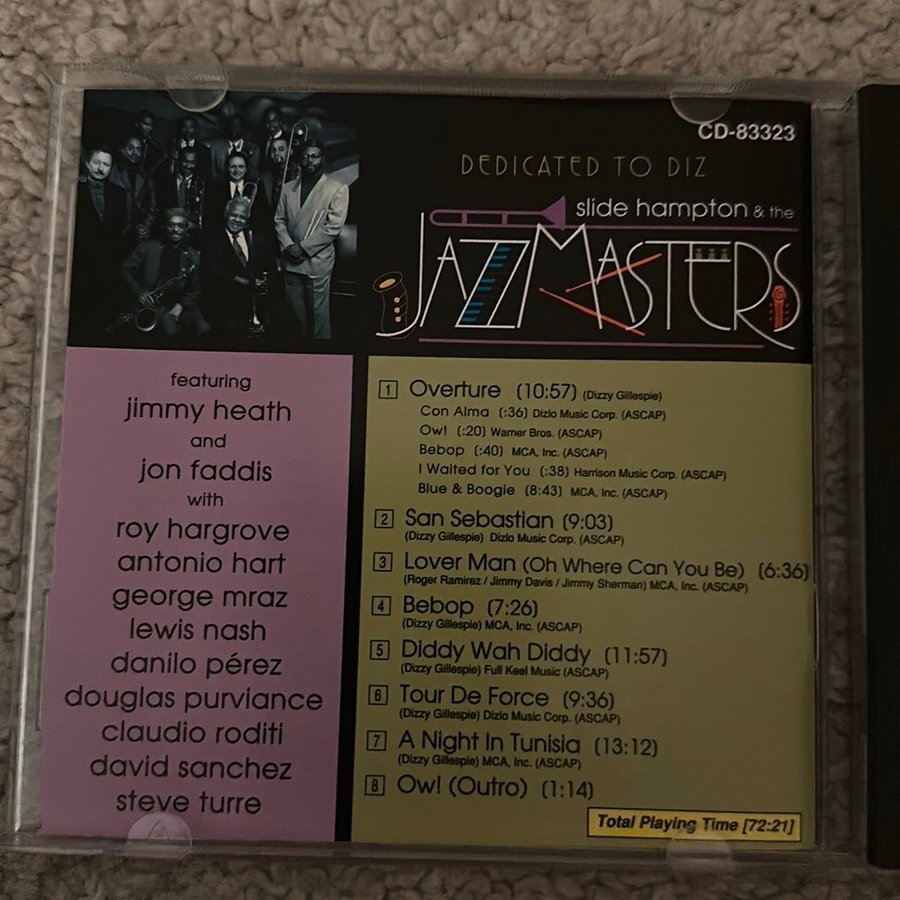 CD-83323
DEDICATED TO DIZ
slide hampton & the
JAZZMASTERS
featuring
jimmy heath
and
jon faddis
with
roy hargrove
antonio hart
george mraz
lewis nash
danilo pérez
douglas purviance
claudio roditi
david sanchez
steve turre
1 Overture (10:57) (Dizzy Gillespie)
Con Alma (:36) Dizlo Music Corp. (ASCAP)
Ow! (:20) Warner Bros. (ASCAP)
Bebop (:40) MCA, Inc. (ASCAP)
I Waited for You (:38) Harrison Music Corp. (ASCAP)
Blue & Boogie (8:43) MCA, Inc. (ASCAP)
2 San Sebastian (9:03)
(Dizzy Gillespie) Dizlo Music Corp. (ASCAP)
3 Lover Man (Oh Where Can You Be) (6:36)
(Roger Ramirez / Jimmy Davis / Jimmy Sherman) MCA, Inc. (ASCAP)
4 Bebop (7:26)
(Dizzy Gillespie) MCA, Inc. (ASCAP)
5 Diddy Wah Diddy (11:57)
(Dizzy Gillespie) Full Keel Music (ASCAP)
6 Tour De Force (9:36)
(Dizzy Gillespie) Dizlo Music Corp. (ASCAP)
7 A Night In Tunisia (13:12)
(Dizzy Gillespie) MCA, Inc. (ASCAP)
8 Ow! (Outro) (1:14)
Total Playing Time [72:21]